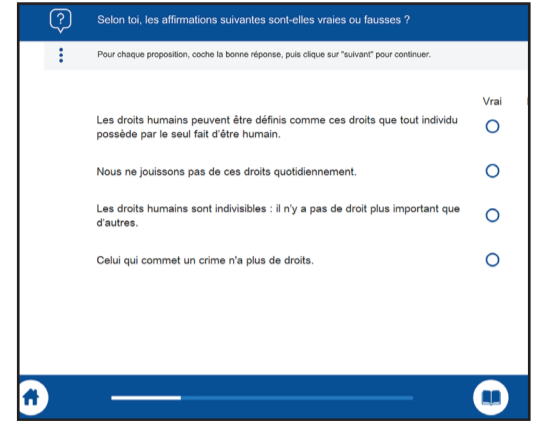 Selon toi, les affirmations suivantes sont-elles vraies ou fausses ?
Pour chaque proposition, coche la bonne réponse, puis clique sur "suivant" pour continuer.
Vrai
Les droits humains peuvent être définis comme ces droits que tout individu
possède par le seul fait d'être humain.
Nous ne jouissons pas de ces droits quotidiennement.
Les droits humains sont indivisibles : il n'y a pas de droit plus important que
d'autres.
Celui qui commet un crime n'a plus de droits.